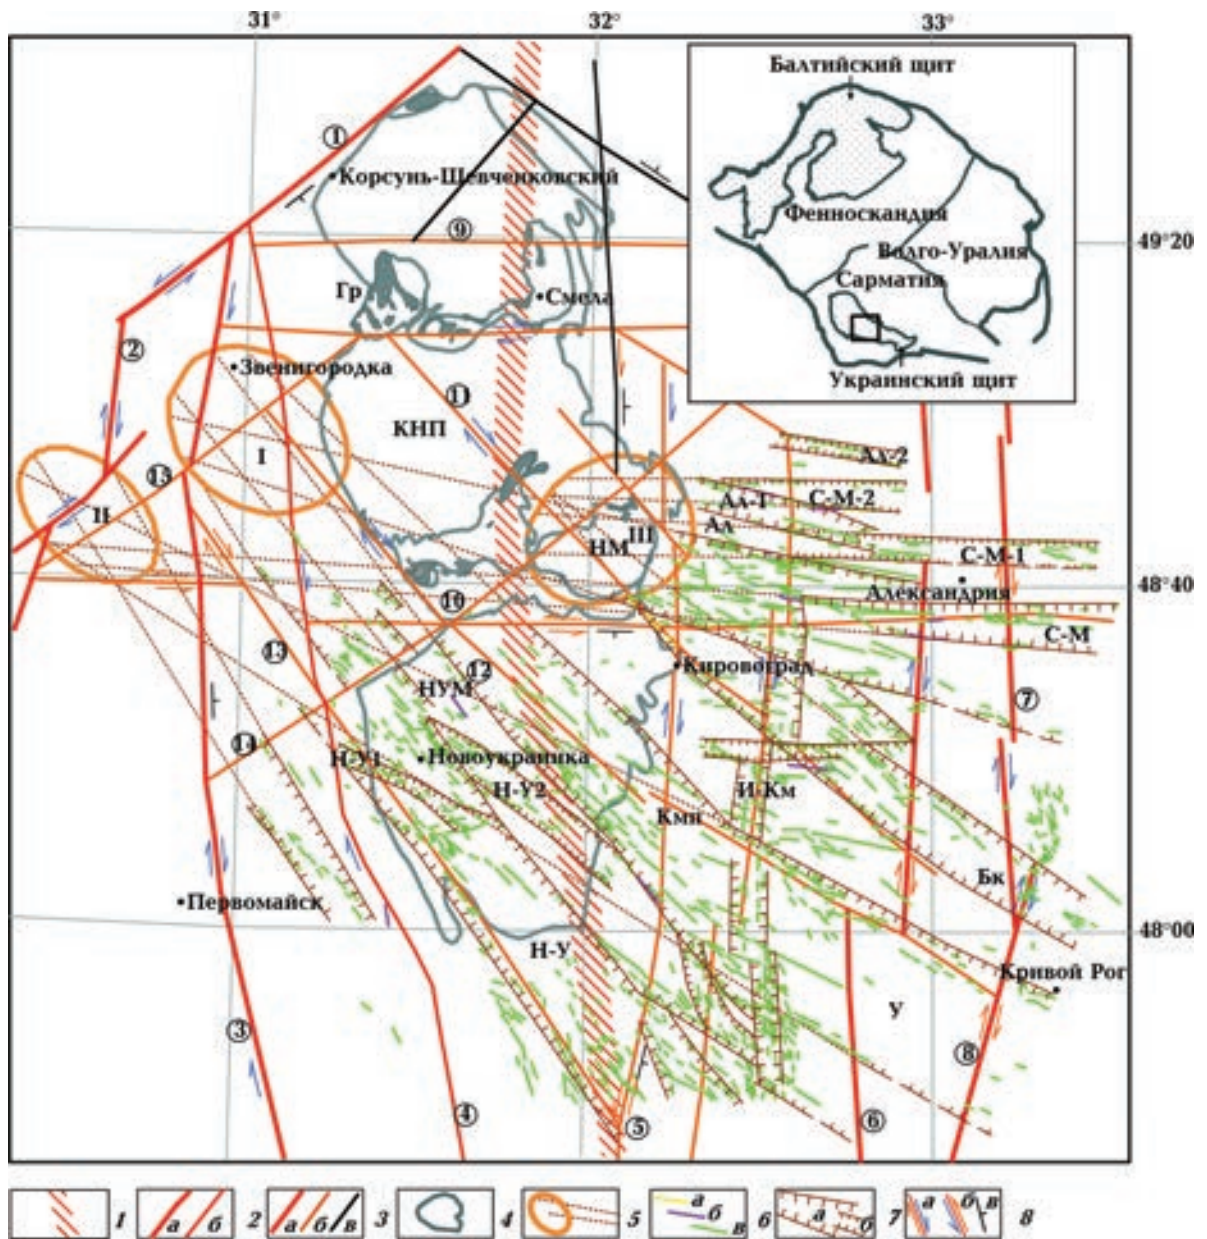 31°
32°
33°
Балтийский щит
①
Корсунь-Шевченковский
Фенноскандия
⑨
49°20
Волго-Уралия
Сарматия
Гр
Смела
②
Звенигородка
Украинский щит
⑪
КНП
I
Ал-2
⑮
Ал-1
С-М-2
II
Ал
III
НМ
С-М-1
48°40
Александрия
⑯
С-М
⑬
Кировоград
⑫
НУМ
⑦
⑭
Н-У1
Новоукраинка
Н-У2
И-Км
Кмн
Бк
Первомайск
48°00
Н-У
Кривой Рог
У
③
⑧
④
⑤
⑥
1
а б 2
а б в 3
4
5
а б в 6
а б 7
а б в 8